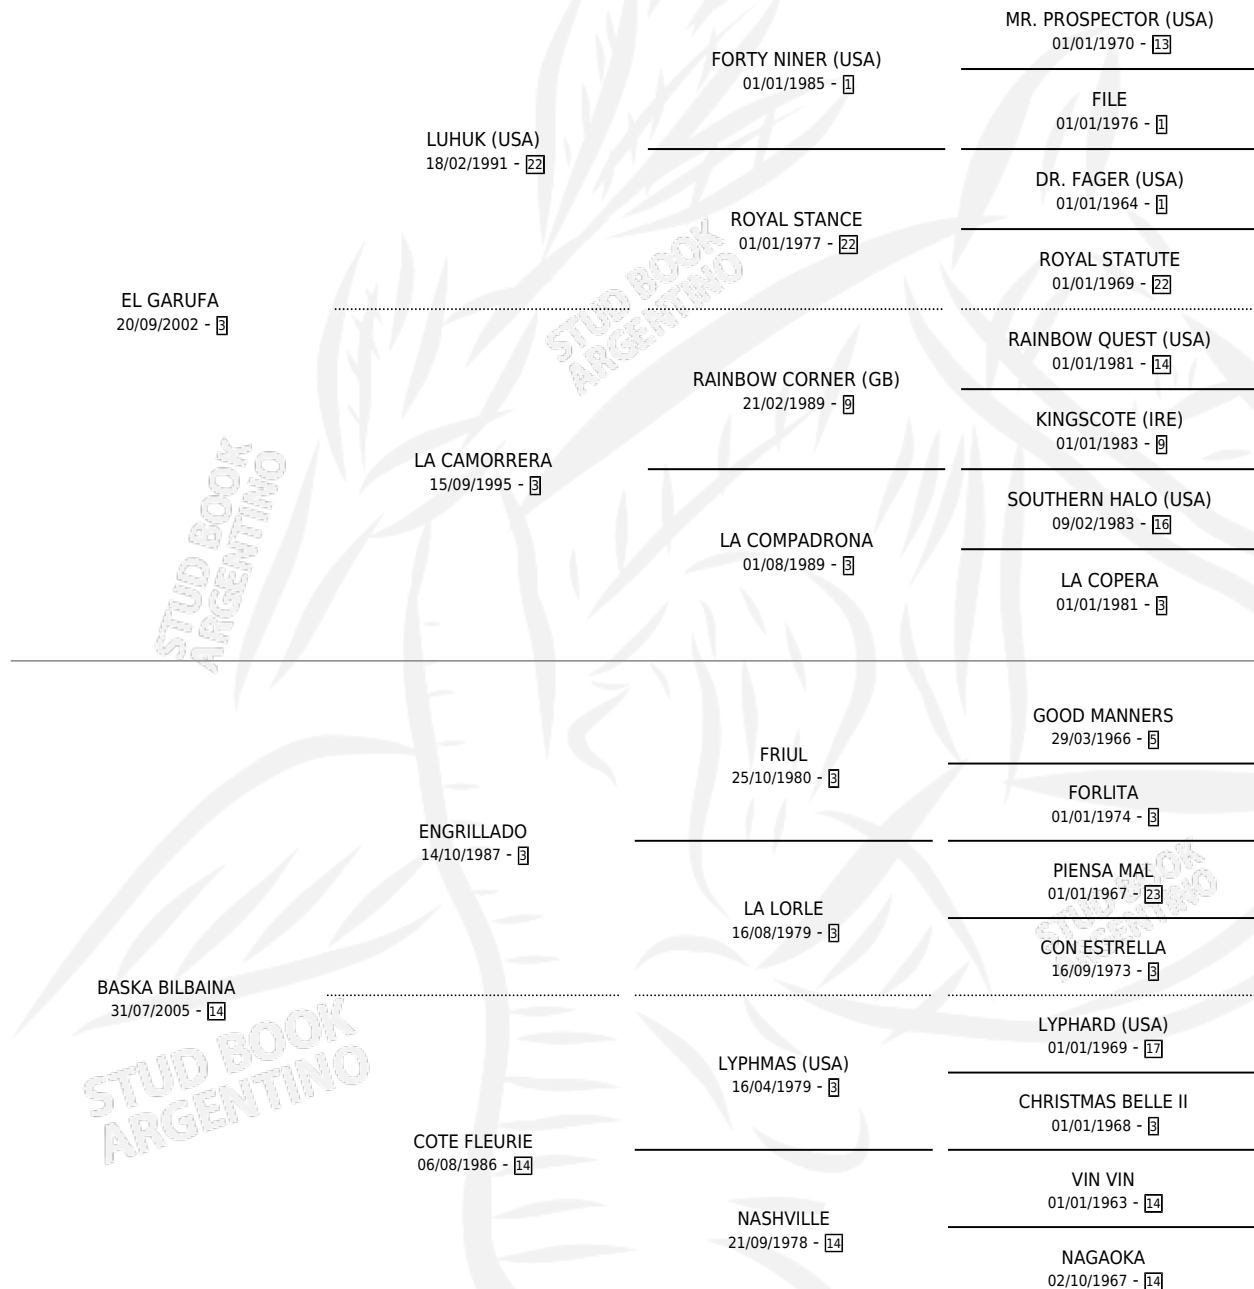 MR. PROSPECTOR (USA)
01/01/1970 - 13
FORTY NINER (USA)
01/01/1985 - 1
FILE
01/01/1976 - 1
LUHUK (USA)
18/02/1991 - 22
DR. FAGER (USA)
01/01/1964 - 1
ROYAL STANCE
01/01/1977 - 22
ROYAL STATUTE
01/01/1969 - 22
EL GARUFA
20/09/2002 - 3
RAINBOW QUEST (USA)
01/01/1981 - 14
RAINBOW CORNER (GB)
21/02/1989 - 9
KINGSCOTE (IRE)
01/01/1983 - 9
LA CAMORRERA
15/09/1995 - 3
SOUTHERN HALO (USA)
09/02/1983 - 16
LA COMPADRONA
01/08/1989 - 3
LA COPERA
01/01/1981 - 3
STUD BOOK
ARGENTINO
STUD BOOK
ARGENTINO
GOOD MANNERS
29/03/1966 - 5
FRIUL
25/10/1980 - 3
FORLITA
01/01/1974 - 3
ENGRILLADO
14/10/1987 - 3
PIENSA MAL
01/01/1967 - 23
LA LORLE
16/08/1979 - 3
CON ESTRELLA
16/09/1973 - 3
STUD BOOK
ARGENTINO
BASKA BILBAINA
31/07/2005 - 14
LYPHARD (USA)
01/01/1969 - 17
LYPHMAS (USA)
16/04/1979 - 3
CHRISTMAS BELLE II
01/01/1968 - 3
COTE FLEURIE
06/08/1986 - 14
VIN VIN
01/01/1963 - 14
NASHVILLE
21/09/1978 - 14
NAGAOKA
02/10/1967 - 14
STUD BOOK
ARGENTINO